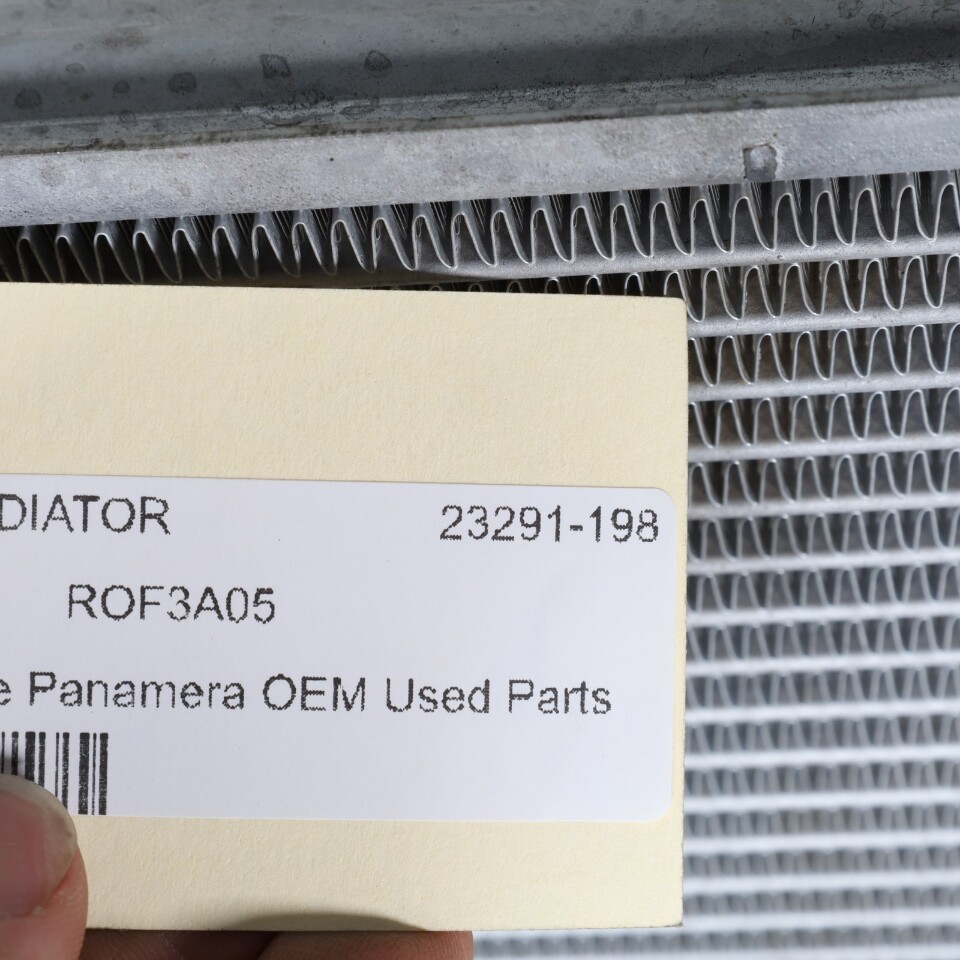 DIATOR 23291-198
ROF3A05
e Panamera OEM Used Parts